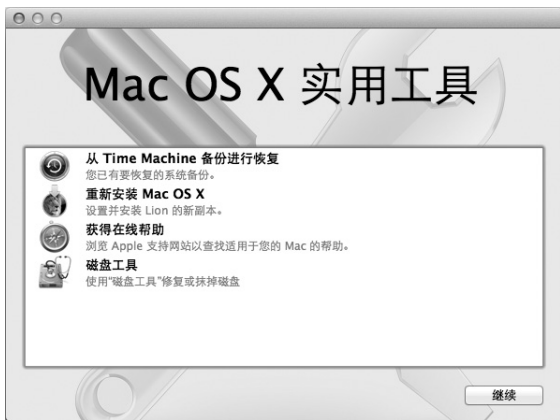 Mac OS X 实用工具
从 Time Machine 备份进行恢复
您已有要恢复的系统备份。
重新安装 Mac OS X
设置并安装 Lion 的新副本。
获得在线帮助
浏览 Apple 支持网站以查找适用于您的 Mac 的帮助。
磁盘工具
使用“磁盘工具”修复或抹掉磁盘
继续